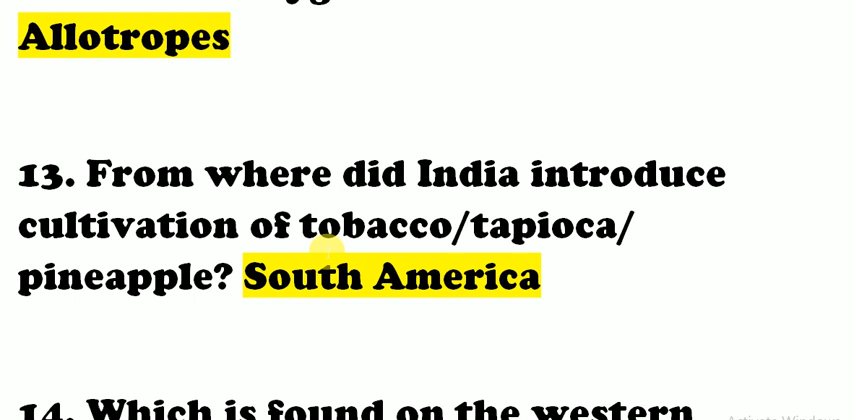 Allotropes
13. From where did India introduce
cultivation of tobacco/tapioca/
pineapple? South America
14. Which is found on the western